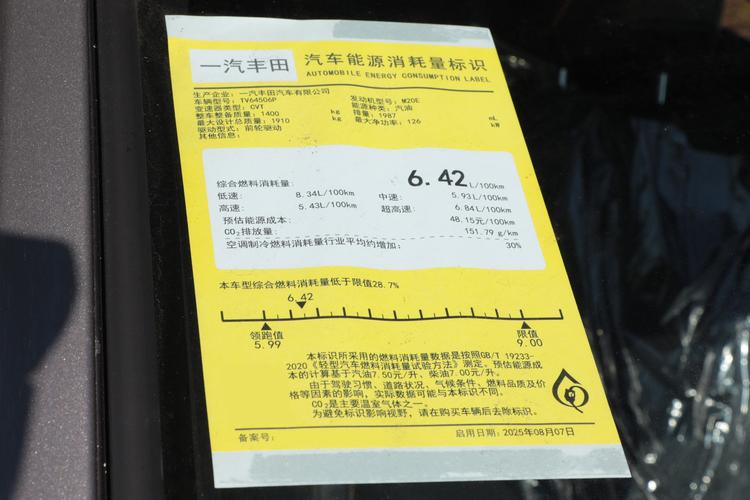 一汽丰田 汽车能源消耗量标识
AUTOMOBILE ENERGY CONSUMPTION LABEL
生产企业：一汽丰田汽车有限公司
车辆型号：TV64506P 发动机型号：M20E
变速器类型：CVT 能源种类：汽油
整车整备质量：1400 kg 排量：1987 mL
最大设计总质量：1910 kg 最大净功率：126 kW
驱动型式：前轮驱动
其他信息：
综合燃料消耗量： 6.42 L/100km
低速： 8.34L/100km 中速： 5.93L/100km
高速： 5.43L/100km 超高速： 6.84L/100km
预估能源成本： 48.15元/100km
CO₂排放量： 151.79 g/km
空调制冷燃料消耗量行业平均约增加： 30%
本车型综合燃料消耗量低于限值28.7%
6.42
领跑值 限值
5.99 9.00
本标识所采用的燃料消耗量数据是按照GB/T 19233-
2020《轻型汽车燃料消耗量试验方法》测定。预估能源成
本的计算基于汽油7.50元/升、柴油7.00元/升。
由于驾驶习惯、道路状况、气候条件、燃料品质及价
格等因素的影响，实际数据可能与本标识不同。
CO₂是主要温室气体之一。
为避免标识影响视野，请在购买车辆后去除标识。
备案号： 启用日期：2025年08月07日